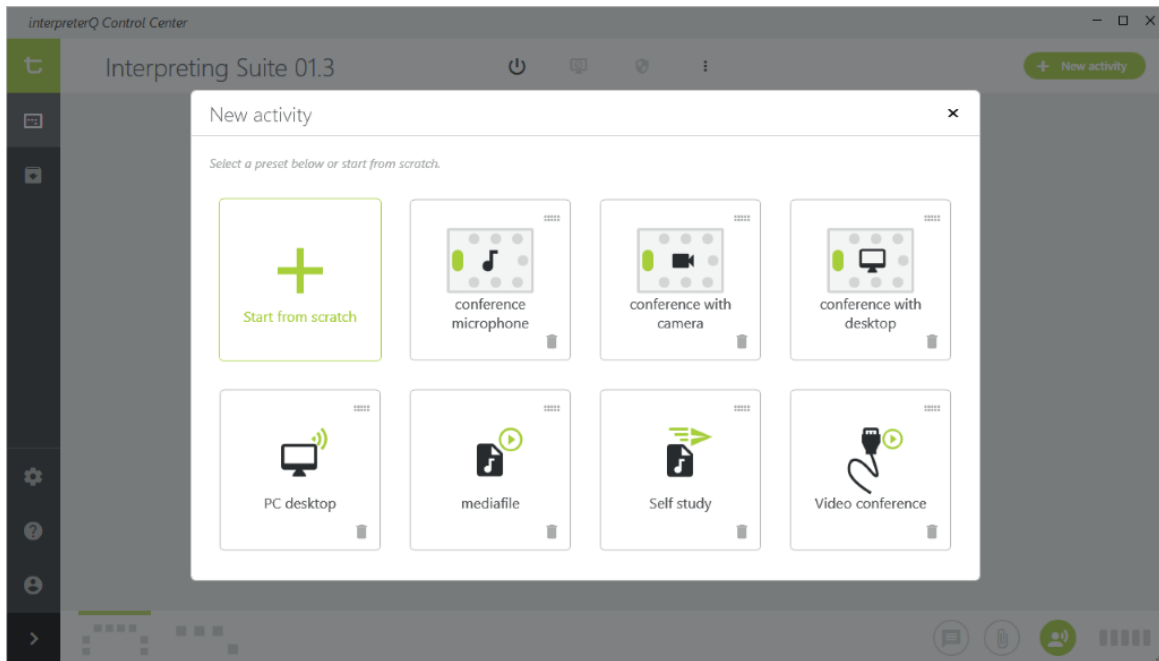 interpreterQ Control Center
Interpreting Suite 01.3
New activity
New activity
Select a preset below or start from scratch.
Start from scratch
conference
microphone
conference with
camera
conference with
desktop
PC desktop
mediafile
Self study
Video conference